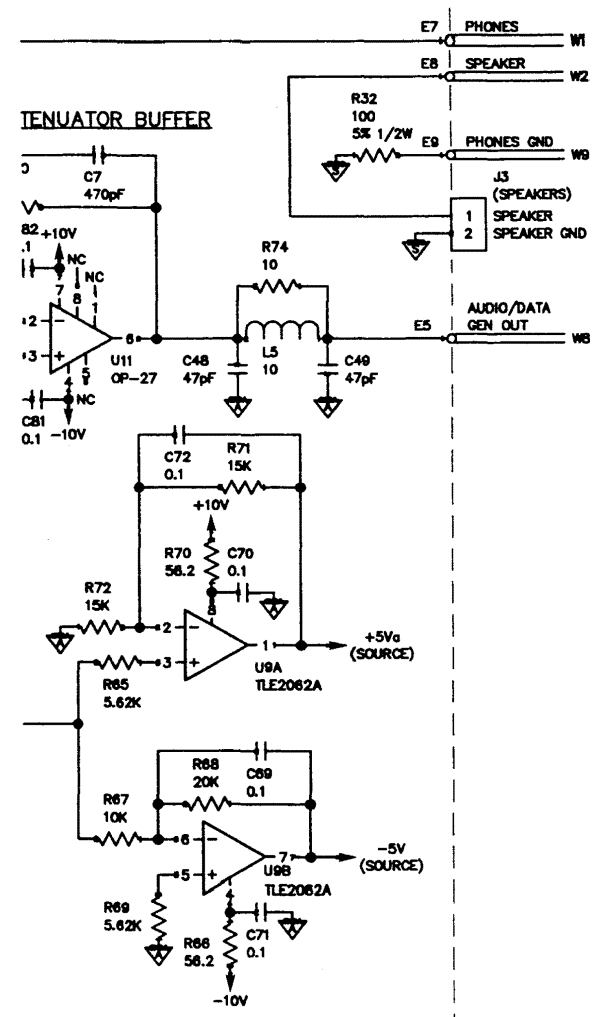 E7 PHONES
W1
E8 SPEAKER
W2
R32
100
5% 1/2W
E9 PHONES GND
W9
S
J3
(SPEAKERS)
1 SPEAKER
2 SPEAKER GND
S
TENUATOR BUFFER
C7
470pF
82
.1
+10V
NC
NC
7
8
1
2
3
6
4
5
U11
OP-27
NC
C81
0.1
-10V
R74
10
L5
10
C48
47pF
C49
47pF
A
A
E5
AUDIO/DATA
GEN OUT
W8
C72
0.1
R71
15K
+10V
R70
56.2
C70
0.1
A
R72
15K
A
8
2
3
1
+5Va
(SOURCE)
U9A
TLE2062A
R65
5.62K
R68
20K
C69
0.1
R67
10K
6
5
7
4
-5V
(SOURCE)
U9B
TLE2062A
R69
5.62K
A
R66
56.2
C71
0.1
A
-10V